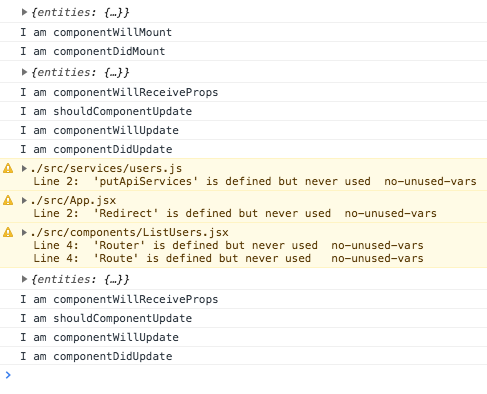 ▶{entities: {…}}
I am componentWillMount
I am componentDidMount
▶{entities: {…}}
I am componentWillReceiveProps
I am shouldComponentUpdate
I am componentWillUpdate
I am componentDidUpdate
▶./src/services/users.js
Line 2:  'putApiServices' is defined but never used  no-unused-vars
▶./src/App.jsx
Line 2:  'Redirect' is defined but never used  no-unused-vars
▶./src/components/ListUsers.jsx
Line 4:  'Router' is defined but never used  no-unused-vars
Line 4:  'Route' is defined but never used   no-unused-vars
▶{entities: {…}}
I am componentWillReceiveProps
I am shouldComponentUpdate
I am componentWillUpdate
I am componentDidUpdate